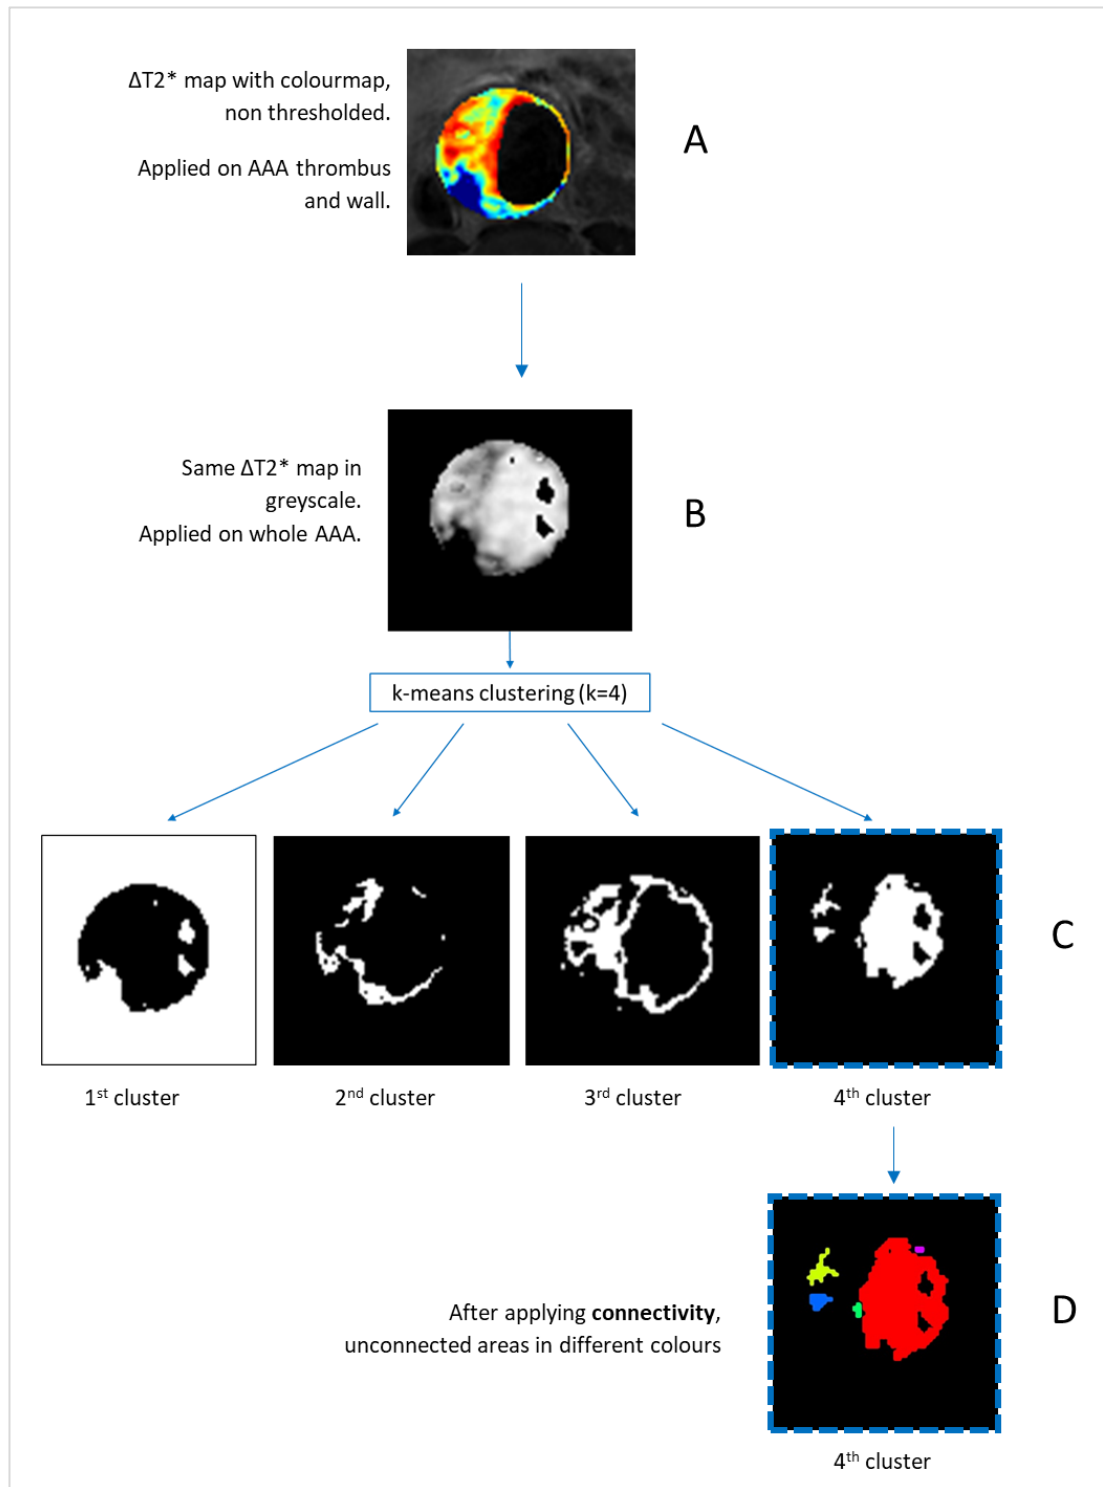 ΔT2* map with colourmap,
non thresholded.
Applied on AAA thrombus
and wall.
A
Same ΔT2* map in
greyscale.
Applied on whole AAA.
B
k-means clustering (k=4)
C
1st cluster
2nd cluster
3rd cluster
4th cluster
After applying connectivity,
unconnected areas in different colours
D
4th cluster